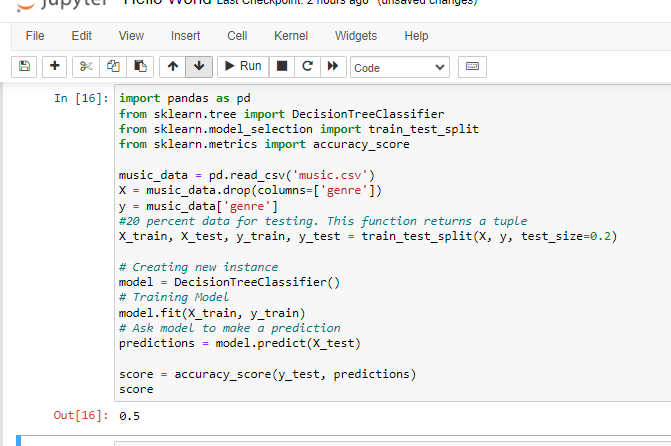 jupyter Hello World Last Checkpoint: 2 hours ago (unsaved changes)
File Edit View Insert Cell Kernel Widgets Help
Run Code
In [16]: import pandas as pd
from sklearn.tree import DecisionTreeClassifier
from sklearn.model_selection import train_test_split
from sklearn.metrics import accuracy_score
music_data = pd.read_csv('music.csv')
X = music_data.drop(columns=['genre'])
y = music_data['genre']
#20 percent data for testing. This function returns a tuple
X_train, X_test, y_train, y_test = train_test_split(X, y, test_size=0.2)
# Creating new instance
model = DecisionTreeClassifier()
# Training Model
model.fit(X_train, y_train)
# Ask model to make a prediction
predictions = model.predict(X_test)
score = accuracy_score(y_test, predictions)
score
Out[16]: 0.5